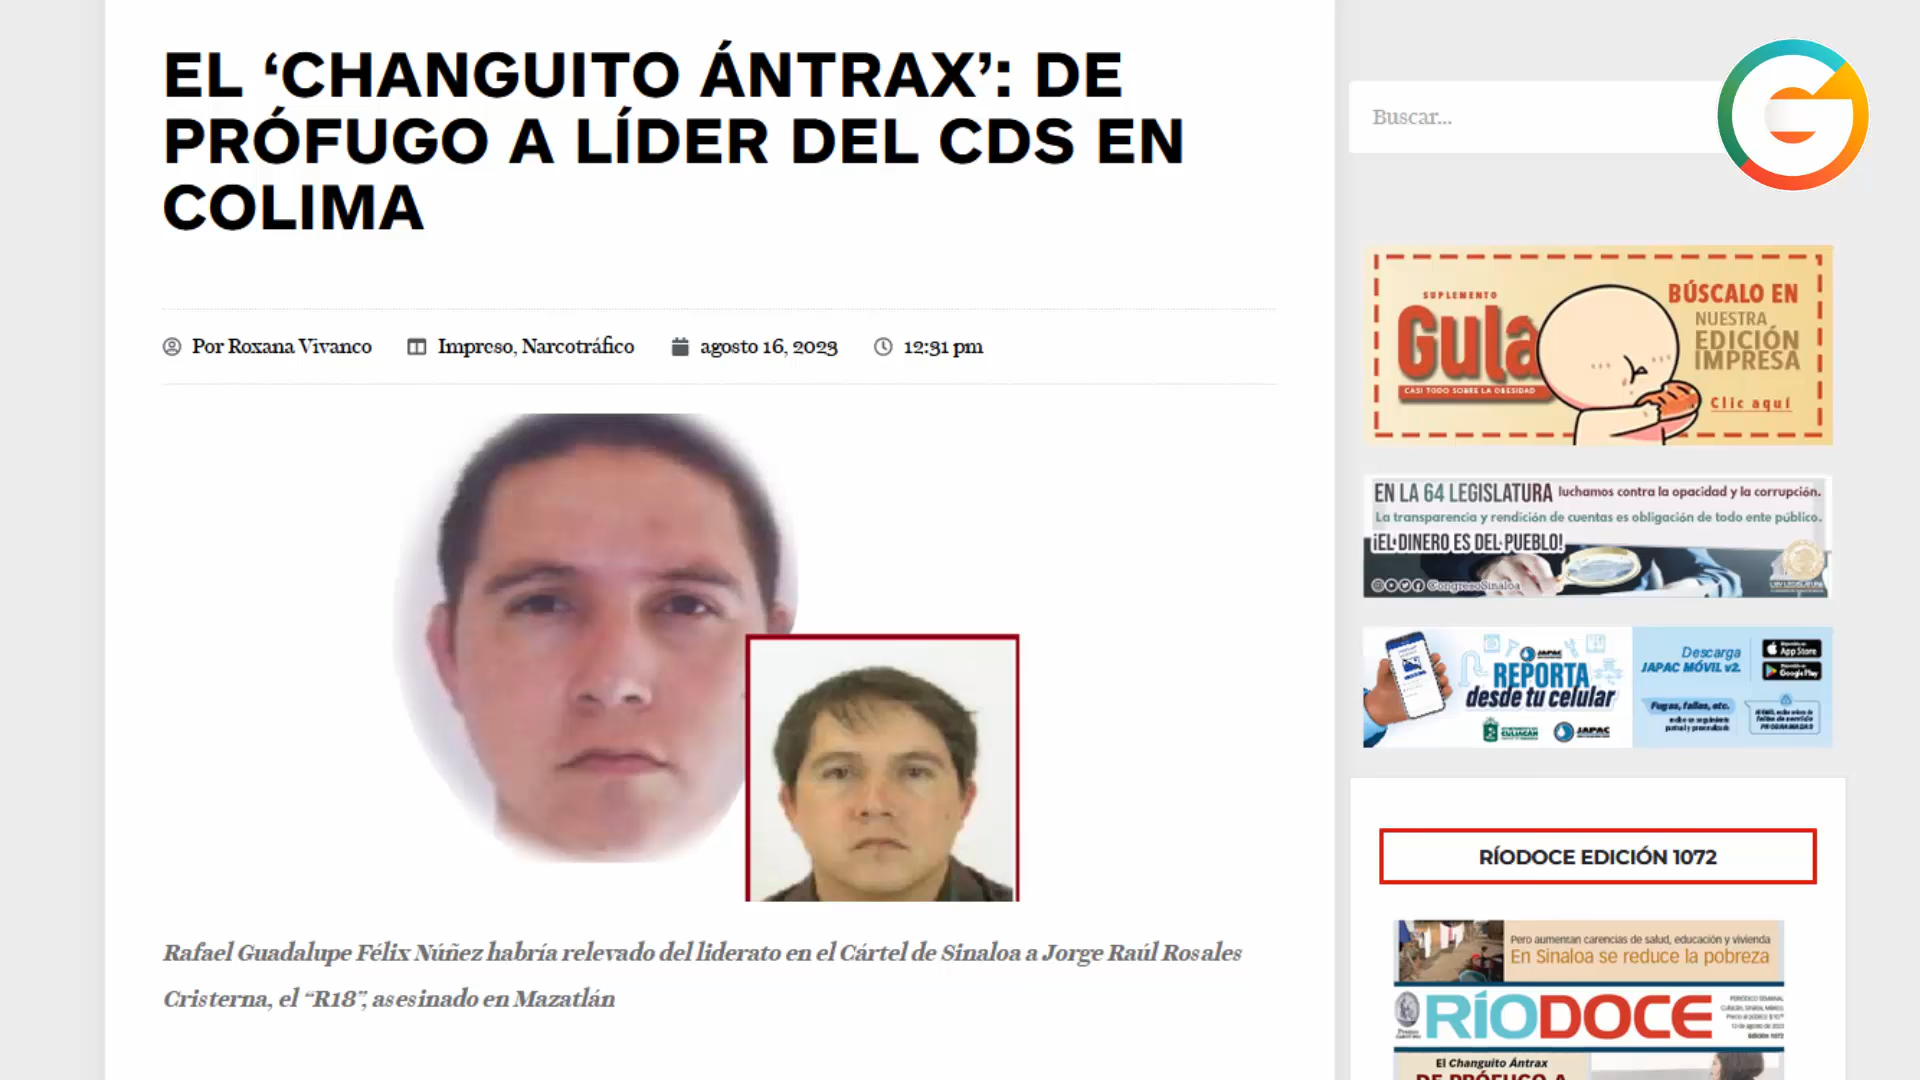 EL ‘CHANGUITO ÁNTRAX’: DE
PRÓFUGO A LÍDER DEL CDS EN
COLIMA
Por Roxana Vivanco
Impreso, Narcotráfico
agosto 16, 2023
12:31 pm
Rafael Guadalupe Félix Núñez habría relevado del liderato en el Cártel de Sinaloa a Jorge Raúl Rosales
Cristerna, el “R18”, asesinado en Mazatlán
Buscar...
G
SUPLEMENTO
Gula
CASI TODO SOBRE LA OBESIDAD
BÚSCALO EN
NUESTRA
EDICIÓN
IMPRESA
Clic aquí
EN LA 64 LEGISLATURA luchamos contra la opacidad y la corrupción.
La transparencia y rendición de cuentas es obligación de todo ente público.
¡EL DINERO ES DEL PUEBLO!
@CongresoSinaloa
JAPAC
REPORTA
desde tu celular
CULIACÁN
JAPAC
Descarga
JAPAC MÓVIL v2.
App Store
Google Play
Fugas, fallas, etc.
RÍODOCE EDICIÓN 1072
Pero aumentan carencias de salud, educación y vivienda
En Sinaloa se reduce la pobreza
RÍODOCE
El Changuito Ántrax
DE PRÓFUGO A